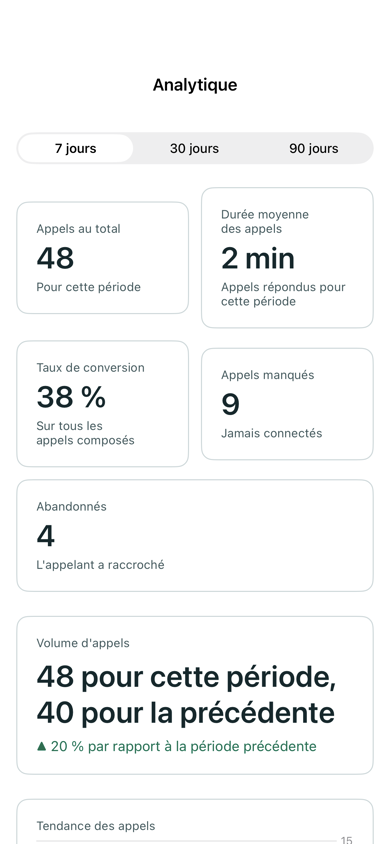 Analytique
7 jours
30 jours
90 jours
Appels au total
48
Pour cette période
Durée moyenne
des appels
2 min
Appels répondus pour
cette période
Taux de conversion
38 %
Sur tous les
appels composés
Appels manqués
9
Jamais connectés
Abandonnés
4
L'appelant a raccroché
Volume d'appels
48 pour cette période,
40 pour la précédente
▲ 20 % par rapport à la période précédente
Tendance des appels
15